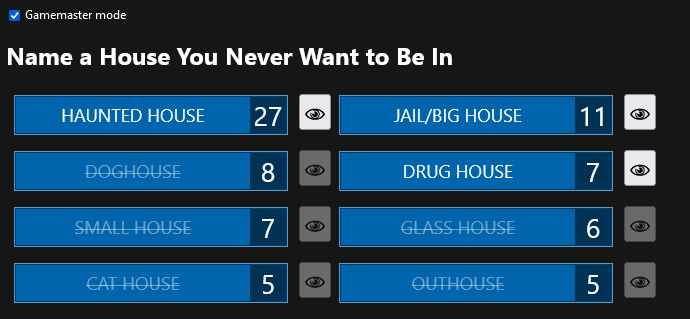 Gamemaster mode
Name a House You Never Want to Be In
HAUNTED HOUSE 27
JAIL/BIG HOUSE 11
DOGHOUSE 8
DRUG HOUSE 7
SMALL HOUSE 7
GLASS HOUSE 6
CAT HOUSE 5
OUTHOUSE 5